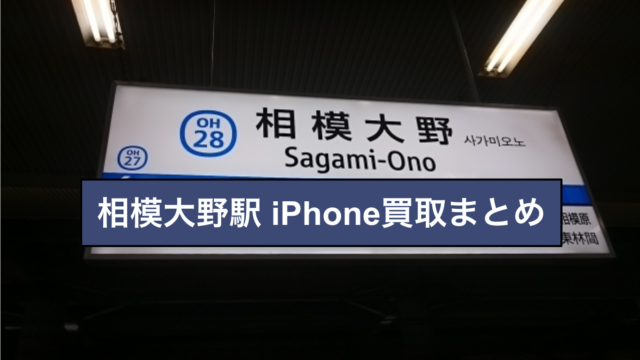 OH
28
相模大野
사가미오노
Sagami-Ono
OH
27
相模大野駅 iPhone買取まとめ
相模原
東林間